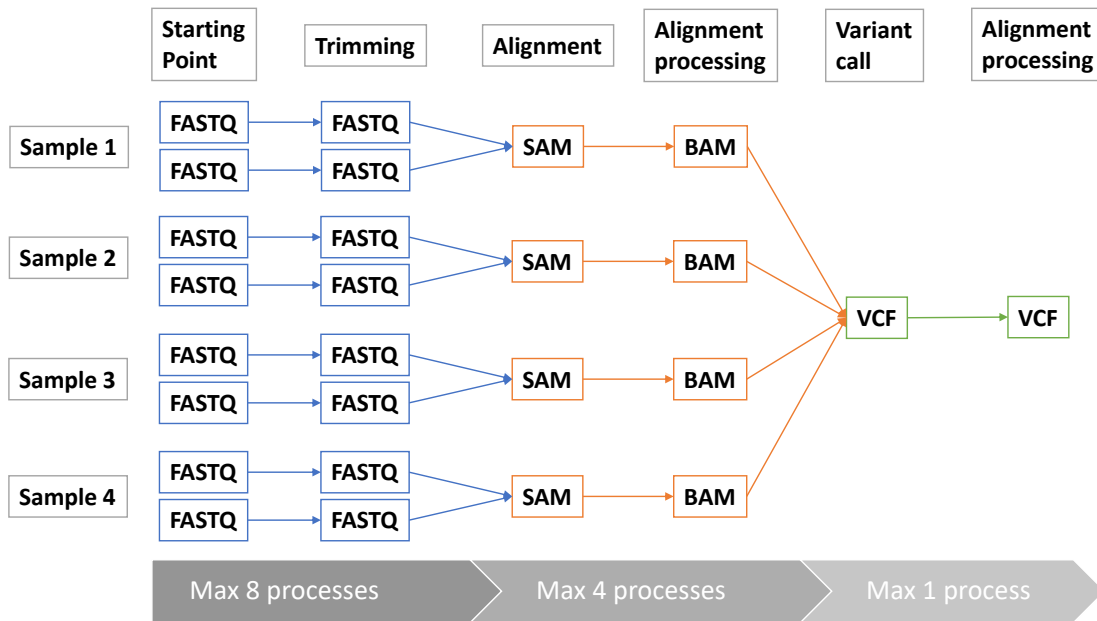 Starting
Point
Trimming
Alignment
Alignment
processing
Variant
call
Alignment
processing
Sample 1
FASTQ
FASTQ
FASTQ
FASTQ
SAM
BAM
Sample 2
FASTQ
FASTQ
FASTQ
FASTQ
SAM
BAM
VCF
VCF
Sample 3
FASTQ
FASTQ
FASTQ
FASTQ
SAM
BAM
Sample 4
FASTQ
FASTQ
FASTQ
FASTQ
SAM
BAM
Max 8 processes
Max 4 processes
Max 1 process